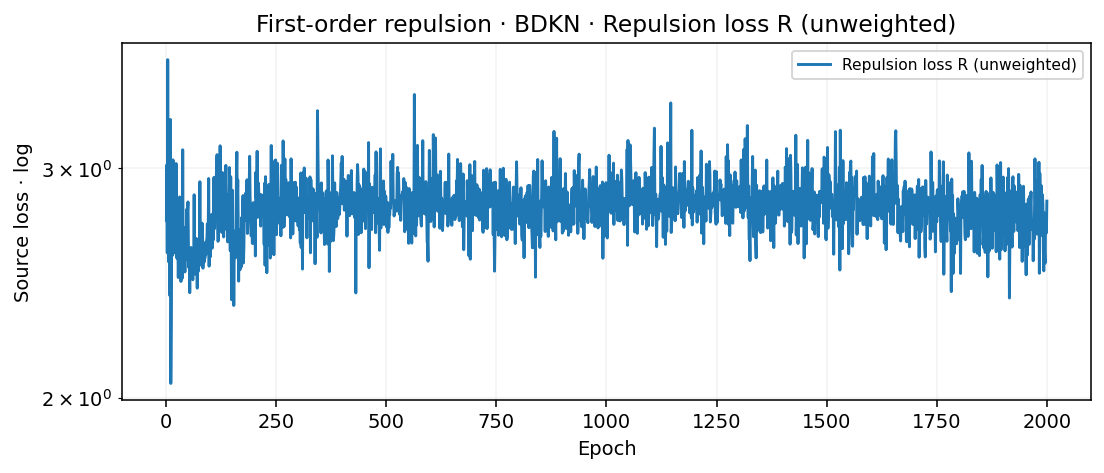 First-order repulsion · BDKN · Repulsion loss R (unweighted)
Repulsion loss R (unweighted)
Source loss · log
3 × 10⁰
2 × 10⁰
0 250 500 750 1000 1250 1500 1750 2000
Epoch